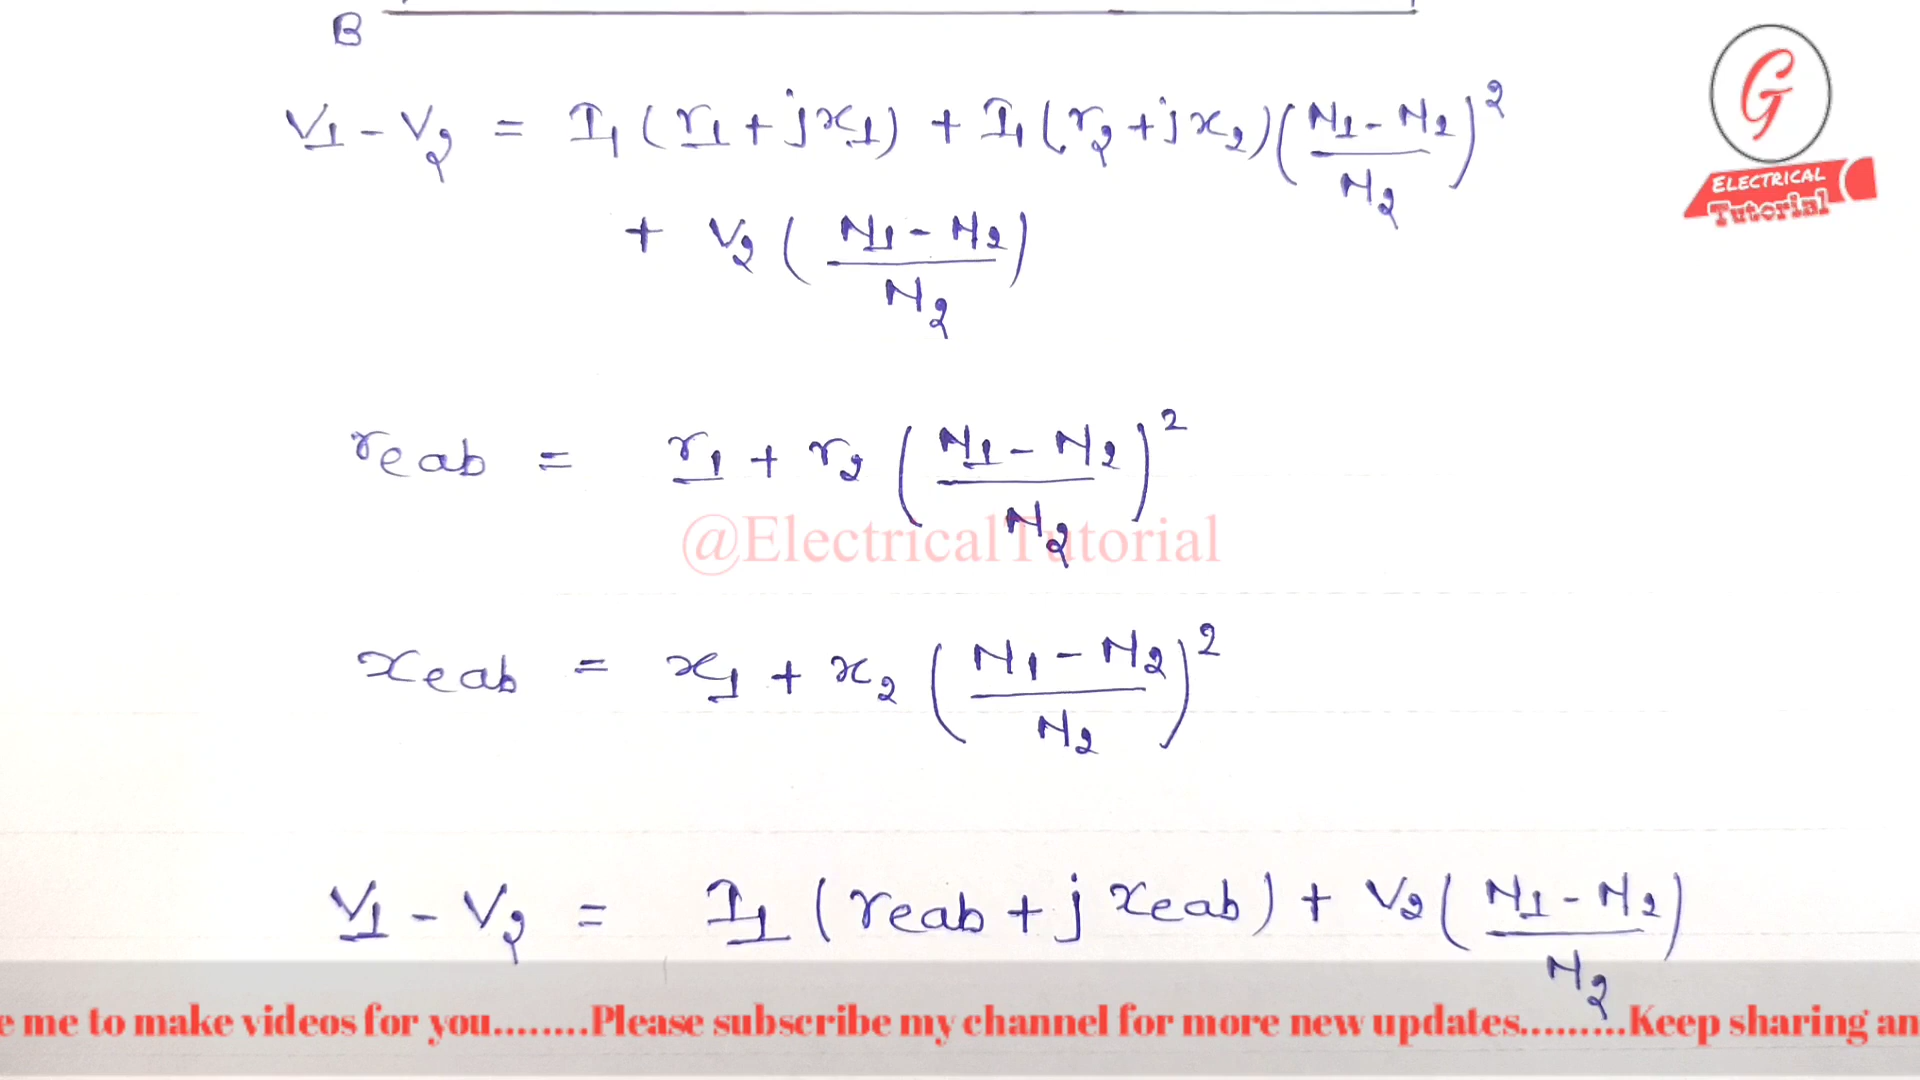 B
V1 - V2 = I1 (r1 + jx1) + I1 (r2 + jx2) ((N1 - N2)/N2)²
+ V2 ((N1 - N2)/N2)
G
ELECTRICAL
Tutorial
reab = r1 + r2 ((N1 - N2)/N2)²
@ElectricalTutorial
xeab = x1 + x2 ((N1 - N2)/N2)²
V1 - V2 = I1 (reab + j xeab) + V2 ((N1 - N2)/N2)
e me to make videos for you........Please subscribe my channel for more new updates.........Keep sharing an